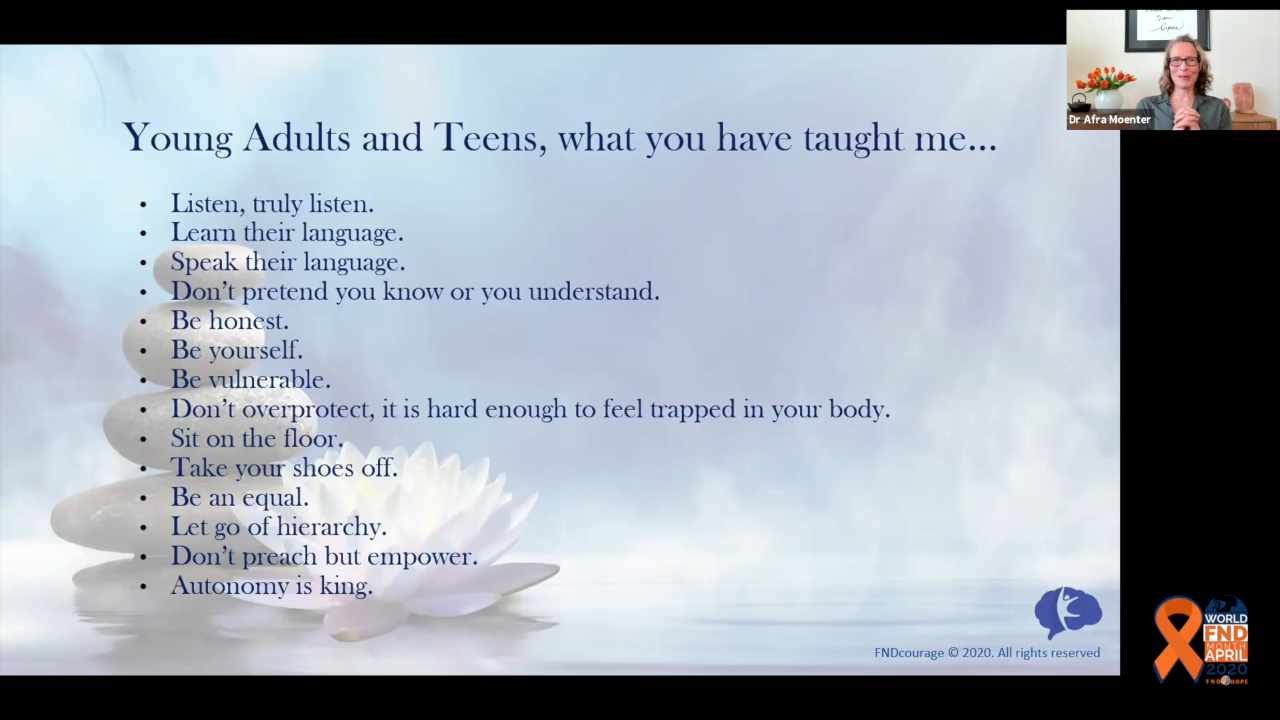 Young Adults and Teens, what you have taught me...
• Listen, truly listen.
• Learn their language.
• Speak their language.
• Don't pretend you know or you understand.
• Be honest.
• Be yourself.
• Be vulnerable.
• Don't overprotect, it is hard enough to feel trapped in your body.
• Sit on the floor.
• Take your shoes off.
• Be an equal.
• Let go of hierarchy.
• Don't preach but empower.
• Autonomy is king.
FNDcourage © 2020. All rights reserved
Dr Afra Moenter
WORLD
FND
MONTH
APRIL
2020
FND HOPE